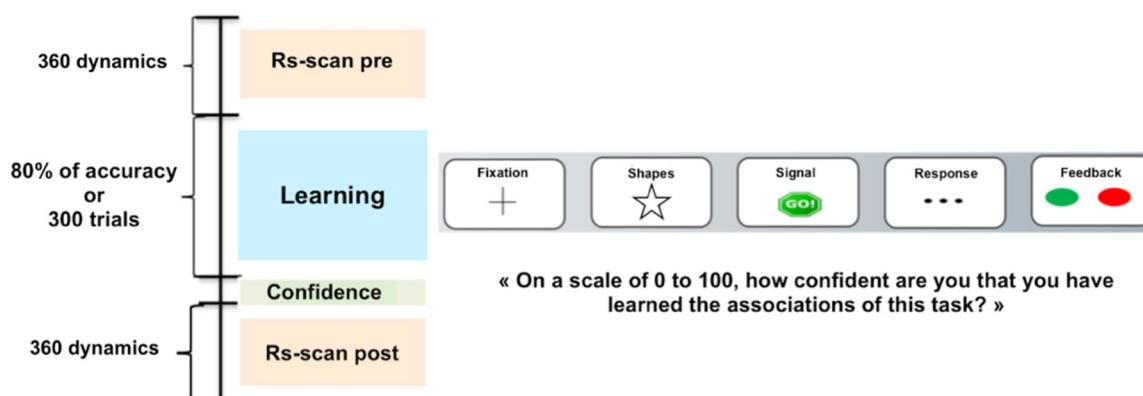 360 dynamics
Rs-scan pre
80% of accuracy
or
300 trials
Learning
Fixation
Shapes
Signal
GO!
Response
Feedback
Confidence
« On a scale of 0 to 100, how confident are you that you have
learned the associations of this task? »
360 dynamics
Rs-scan post